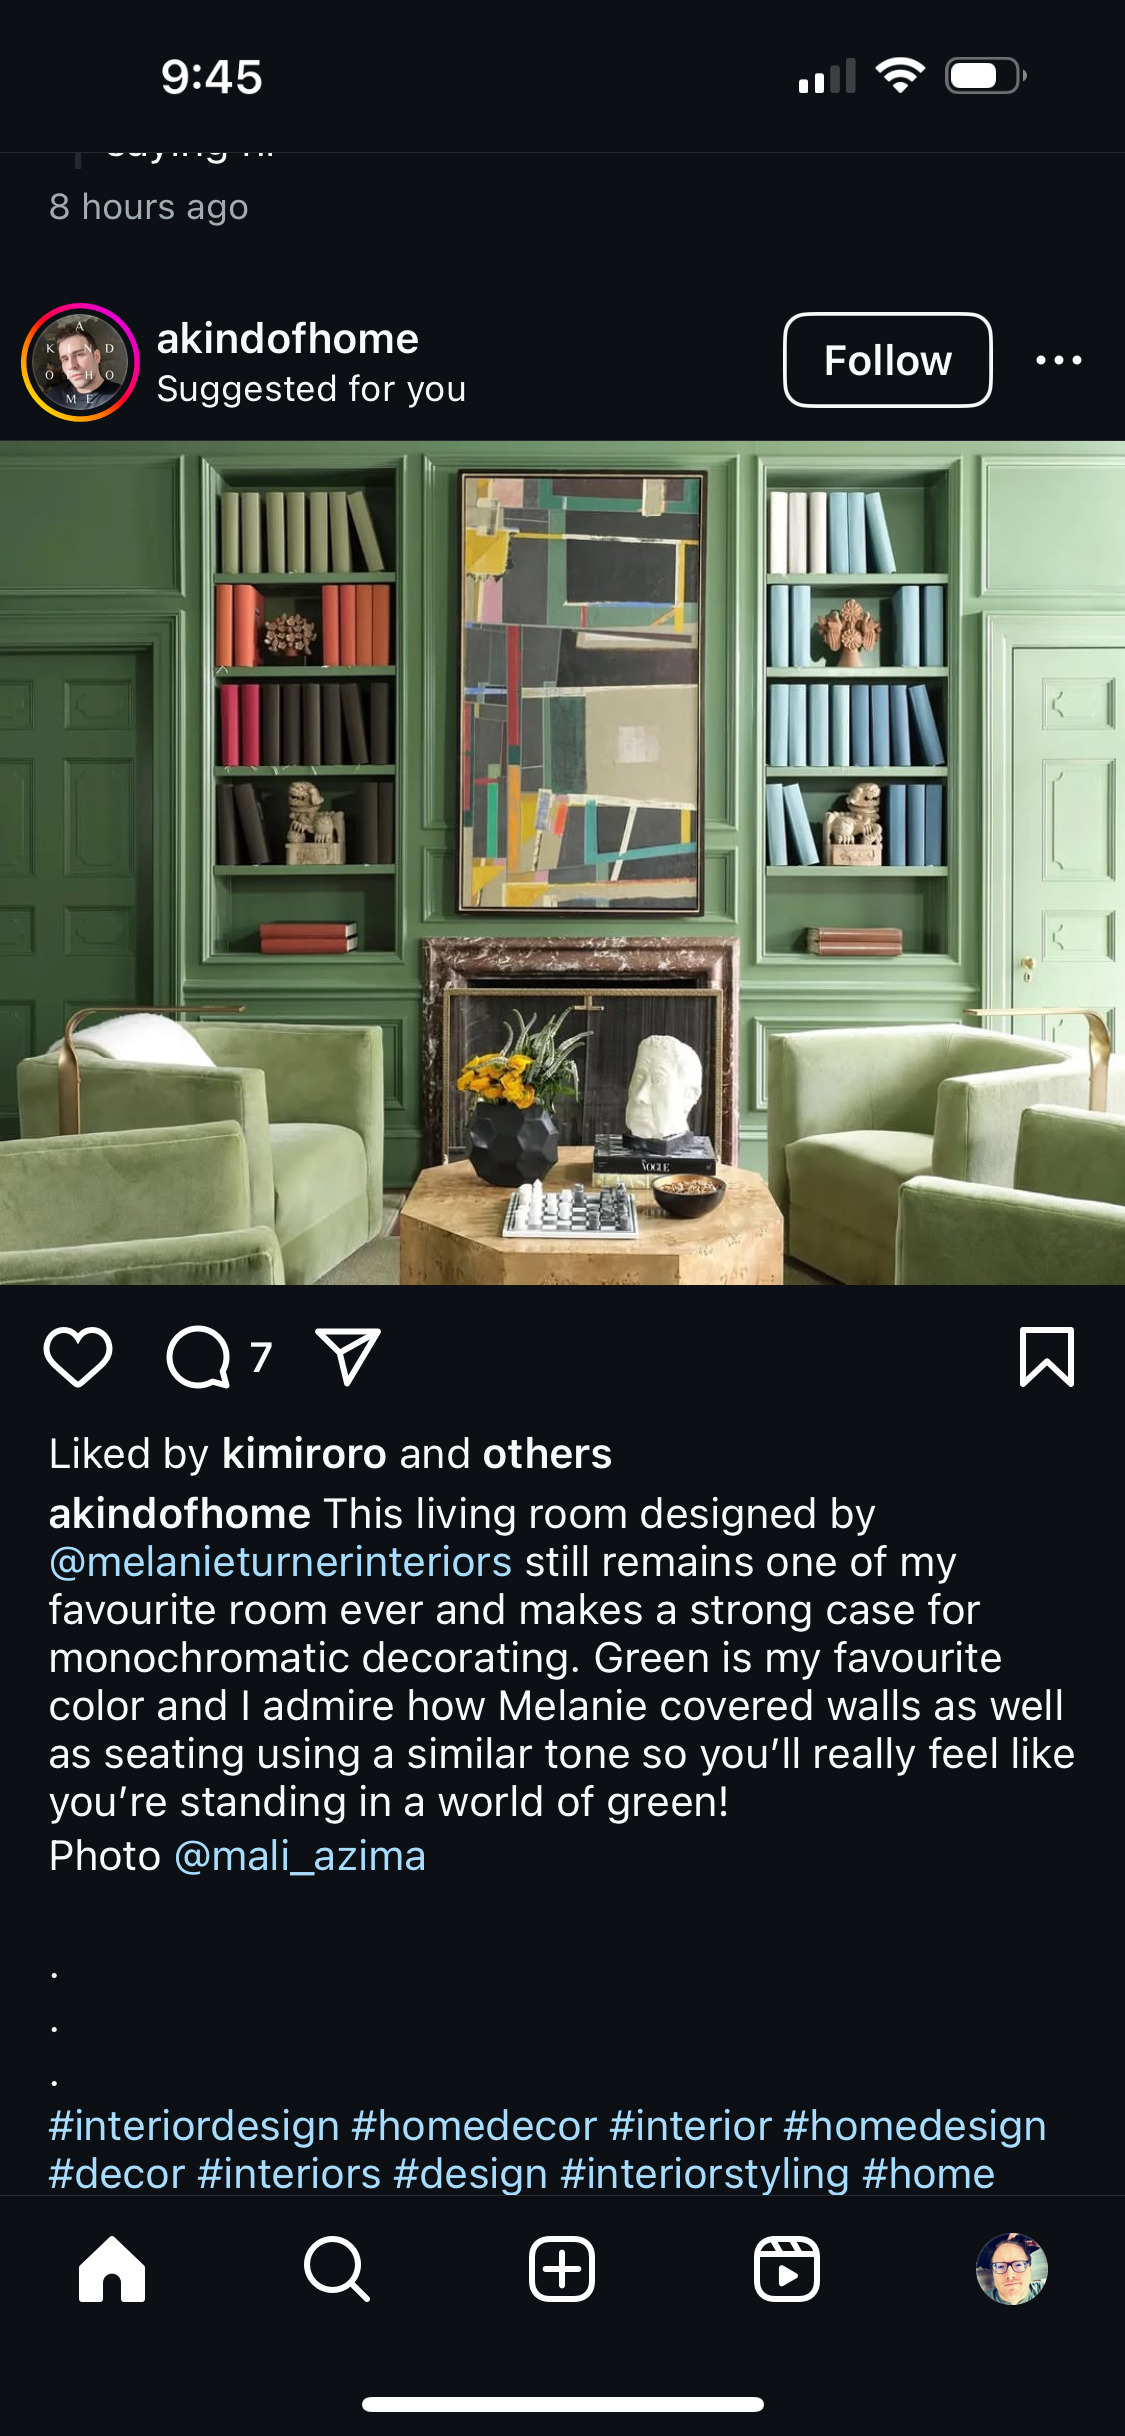 9:45
saying hi
8 hours ago
A
K I N D
O F H O
M E
akindofhome
Suggested for you
Follow
VOGUE
7
Liked by kimiroro and others
akindofhome This living room designed by
@melanieturnerinteriors still remains one of my
favourite room ever and makes a strong case for
monochromatic decorating. Green is my favourite
color and I admire how Melanie covered walls as well
as seating using a similar tone so you’ll really feel like
you’re standing in a world of green!
Photo @mali_azima
.
.
.
#interiordesign #homedecor #interior #homedesign
#decor #interiors #design #interiorstyling #home